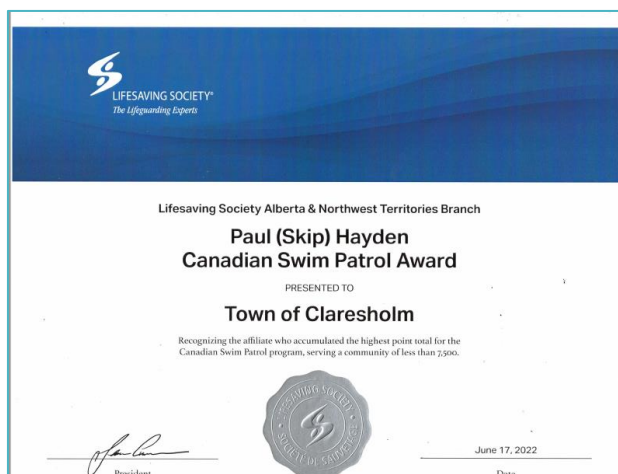 LIFESAVING SOCIETY®
The Lifeguarding Experts
Lifesaving Society Alberta & Northwest Territories Branch
Paul (Skip) Hayden
Canadian Swim Patrol Award
PRESENTED TO
Town of Claresholm
Recognizing the affiliate who accumulated the highest point total for the
Canadian Swim Patrol program, serving a community of less than 7,500.
LIFESAVING SOCIETY
SOCIÉTÉ DE SAUVETAGE
June 17, 2022
President
Date